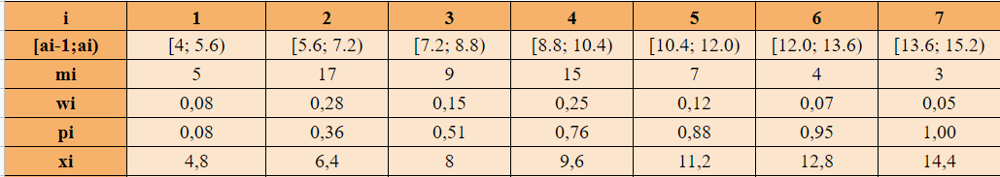 i 1 2 3 4 5 6 7
[ai-1;ai) [4; 5.6) [5.6; 7.2) [7.2; 8.8) [8.8; 10.4) [10.4; 12.0) [12.0; 13.6) [13.6; 15.2)
mi 5 17 9 15 7 4 3
wi 0,08 0,28 0,15 0,25 0,12 0,07 0,05
pi 0,08 0,36 0,51 0,76 0,88 0,95 1,00
xi 4,8 6,4 8 9,6 11,2 12,8 14,4